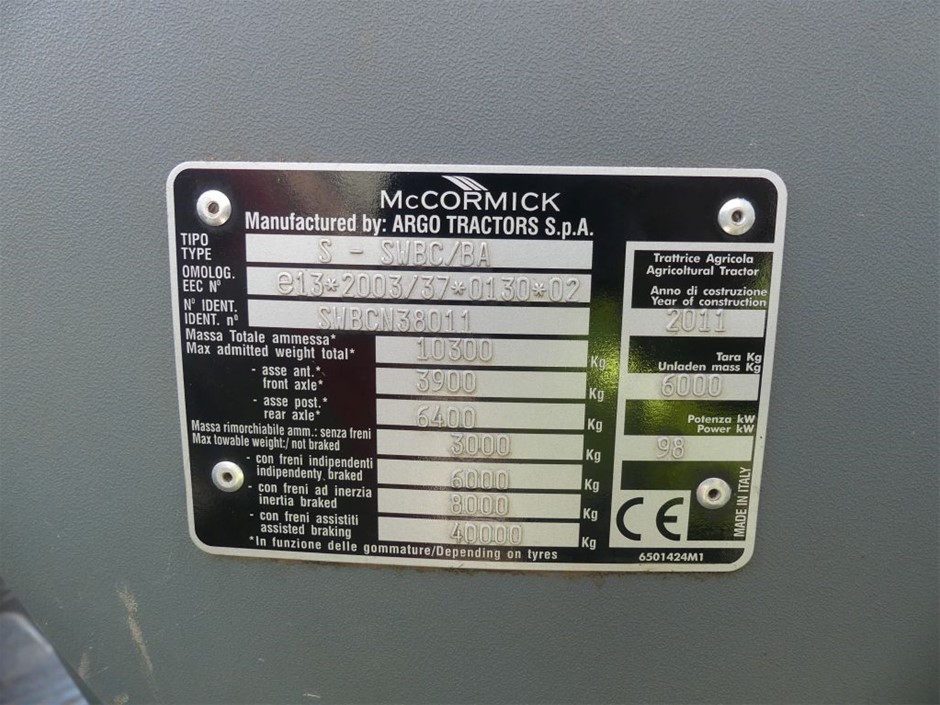 McCORMICK
Manufactured by: ARGO TRACTORS S.p.A.
TIPO
TYPE
S - SWBC/BA
OMOLOG.
EEC Nº
e13*2003/37*0130*02
Nº IDENT.
IDENT. nº
SWBCN38011
Massa Totale ammessa*
Max admitted weight total*
10300 Kg
- asse ant.*
front axle*
3900 Kg
- asse post.*
rear axle*
6400 Kg
Massa rimorchiabile amm.: senza freni
Max towable weight:/ not braked
3000 Kg
- con freni indipendenti
indipendenty, braked
6000 Kg
- con freni ad inerzia
inertia braked
8000 Kg
- con freni assistiti
assisted braking
40000 Kg
*In funzione delle gommature/Depending on tyres
Trattrice Agricola
Agricoltural Tractor
Anno di costruzione
Year of construction
2011
Tara Kg
Unladen mass Kg
6000
Potenza kW
Power kW
98
CE
MADE IN ITALY
6501424M1